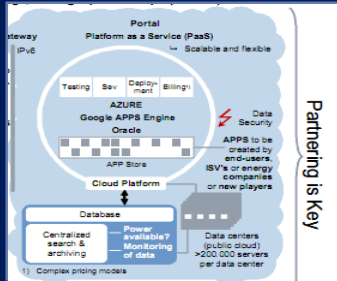 Portal
Platform as a Service (PaaS)
ateway
IPv6
Scalable and flexible
Testing
Sev
Deploy-
ment
Billing1)
AZURE
Google APPS Engine
Oracle
APP Store
Data
Security
APPS to be
created by
end-users,
ISV's or energy
companies
or new players
Cloud Platform
Database
Centralized
search &
archiving
Power
available?
Monitoring
of data
Data centers
(public cloud)
>200.000 servers
per data center
1) Complex pricing models
Partnering is Key